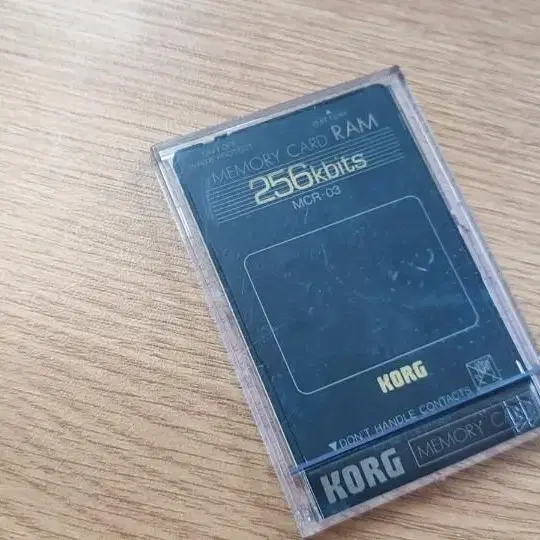 MEMORY CARD RAM
256kbits
MCR-03
KORG
▼DON'T HANDLE CONTACTS
KORG MEMORY